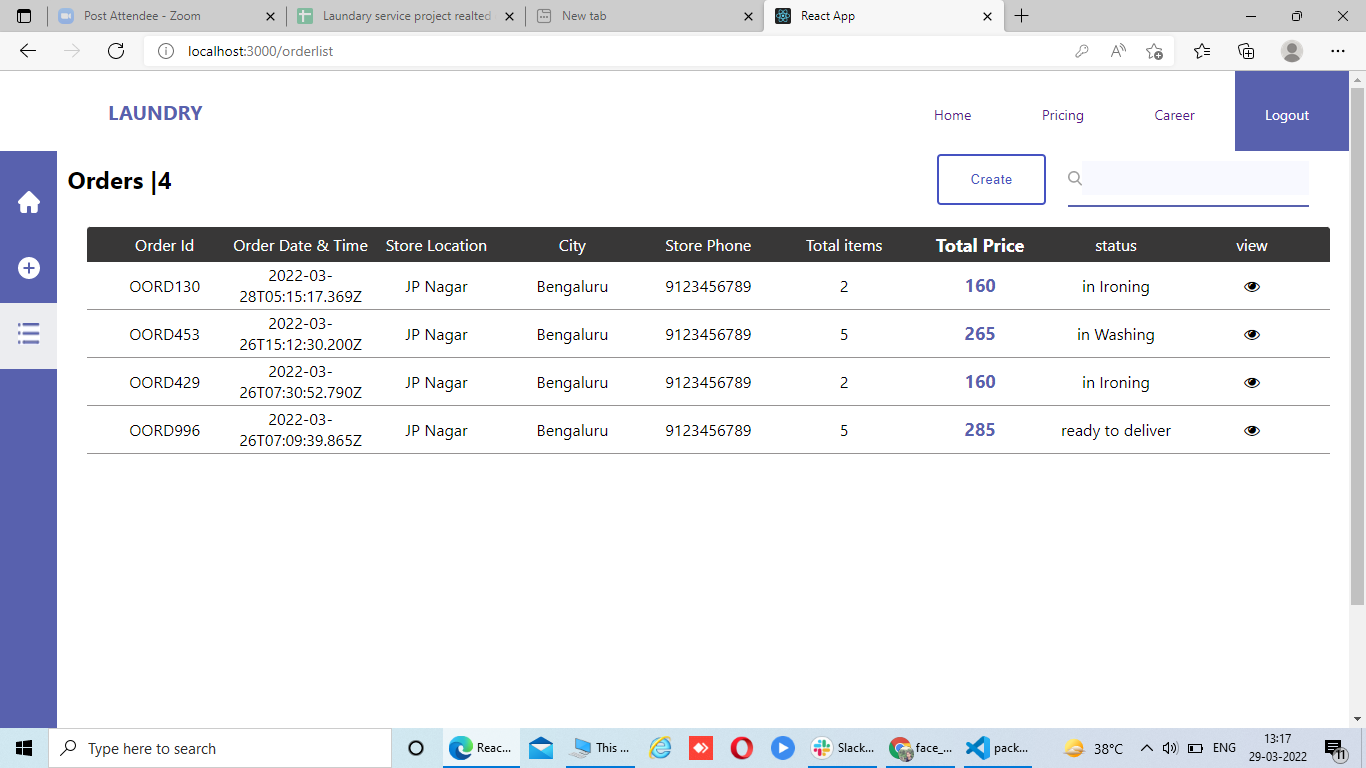 Post Attendee - Zoom
Laundary service project realted
New tab
React App
localhost:3000/orderlist
LAUNDRY
Home
Pricing
Career
Logout
Orders |4
Create
Order Id Order Date & Time Store Location City Store Phone Total items Total Price status view
OORD130 2022-03-28T05:15:17.369Z JP Nagar Bengaluru 9123456789 2 160 in Ironing
OORD453 2022-03-26T15:12:30.200Z JP Nagar Bengaluru 9123456789 5 265 in Washing
OORD429 2022-03-26T07:30:52.790Z JP Nagar Bengaluru 9123456789 2 160 in Ironing
OORD996 2022-03-26T07:09:39.865Z JP Nagar Bengaluru 9123456789 5 285 ready to deliver
Type here to search
Reac...
This ...
Slack...
face_...
pack...
38°C
ENG
13:17
29-03-2022
11